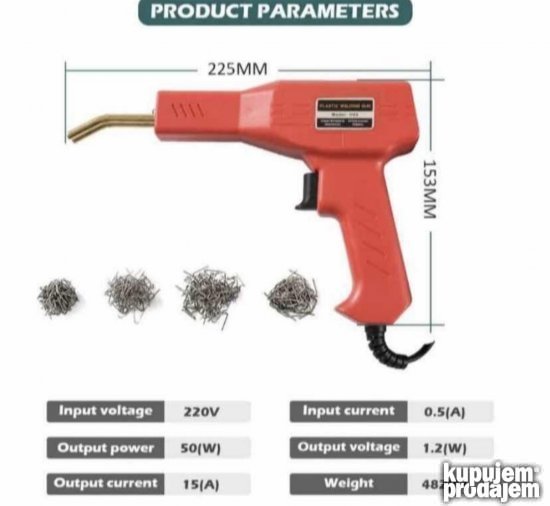 PRODUCT PARAMETERS
225MM
PLASTIC WELDING GUN
153MM
Input voltage 220V
Input current 0.5(A)
Output power 50(W)
Output voltage 1.2(W)
Output current 15(A)
Weight 482
kupujem
prodajem